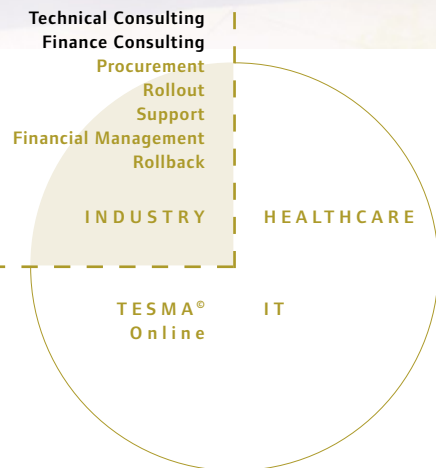 Technical Consulting
Finance Consulting
Procurement
Rollout
Support
Financial Management
Rollback
INDUSTRY
HEALTHCARE
TESMA©
Online
IT